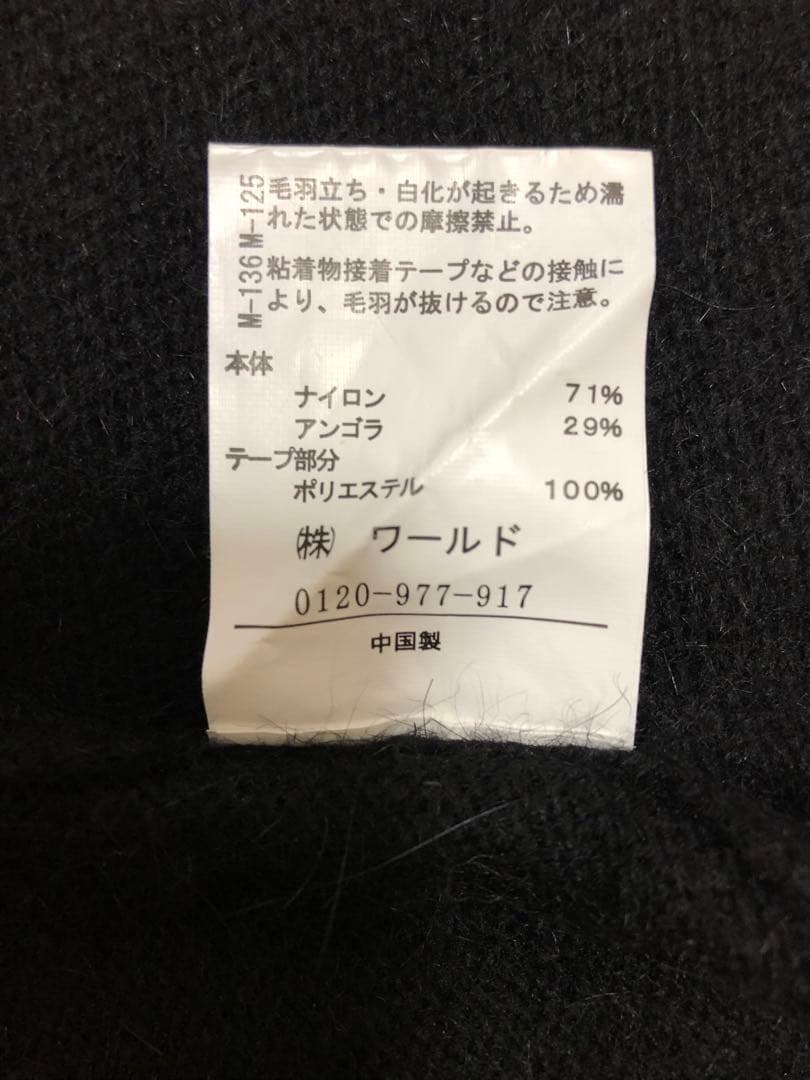 M-125
毛羽立ち・白化が起きるため濡
れた状態での摩擦禁止。
M-136
粘着物接着テープなどの接触に
より、毛羽が抜けるので注意。
本体
ナイロン 71%
アンゴラ 29%
テープ部分
ポリエステル 100%
㈱ ワールド
0120-977-917
中国製